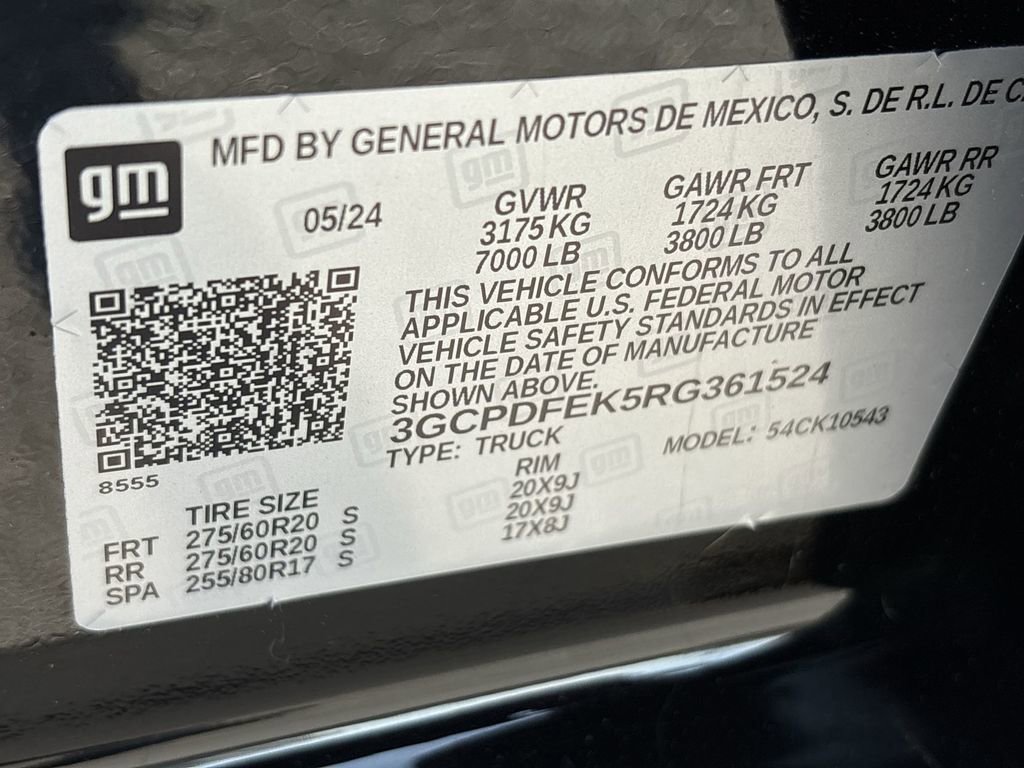 MFD BY GENERAL MOTORS DE MEXICO, S. DE R.L. DE C.
gm
05/24
GVWR
3175 KG
7000 LB
GAWR FRT
1724 KG
3800 LB
GAWR RR
1724 KG
3800 LB
THIS VEHICLE CONFORMS TO ALL
APPLICABLE U.S. FEDERAL MOTOR
VEHICLE SAFETY STANDARDS IN EFFECT
ON THE DATE OF MANUFACTURE
SHOWN ABOVE.
3GCPDFEK5RG361524
TYPE: TRUCK MODEL: 54CK10543
8555
TIRE SIZE RIM
FRT 275/60R20 S 20X9J
RR 275/60R20 S 20X9J
SPA 255/80R17 S 17X8J